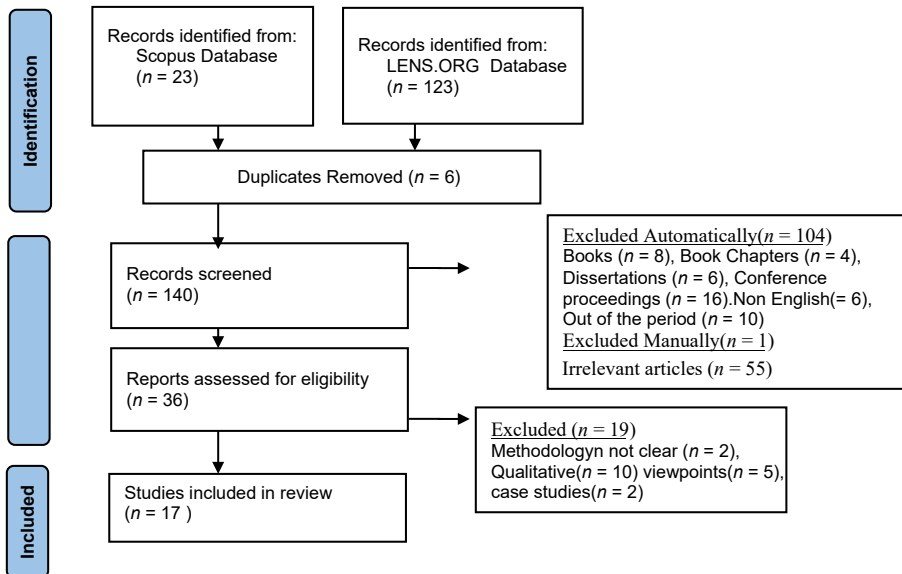 Identification
Records identified from:
Scopus Database
(n = 23)
Records identified from:
LENS.ORG Database
(n = 123)
Duplicates Removed (n = 6)
Records screened
(n = 140)
Excluded Automatically(n = 104)
Books (n = 8), Book Chapters (n = 4),
Dissertations (n = 6), Conference
proceedings (n = 16).Non English(= 6),
Out of the period (n = 10)
Excluded Manually(n = 1)
Irrelevant articles (n = 55)
Reports assessed for eligibility
(n = 36)
Excluded (n = 19)
Methodologyn not clear (n = 2),
Qualitative(n = 10) viewpoints(n = 5),
case studies(n = 2)
Included
Studies included in review
(n = 17 )